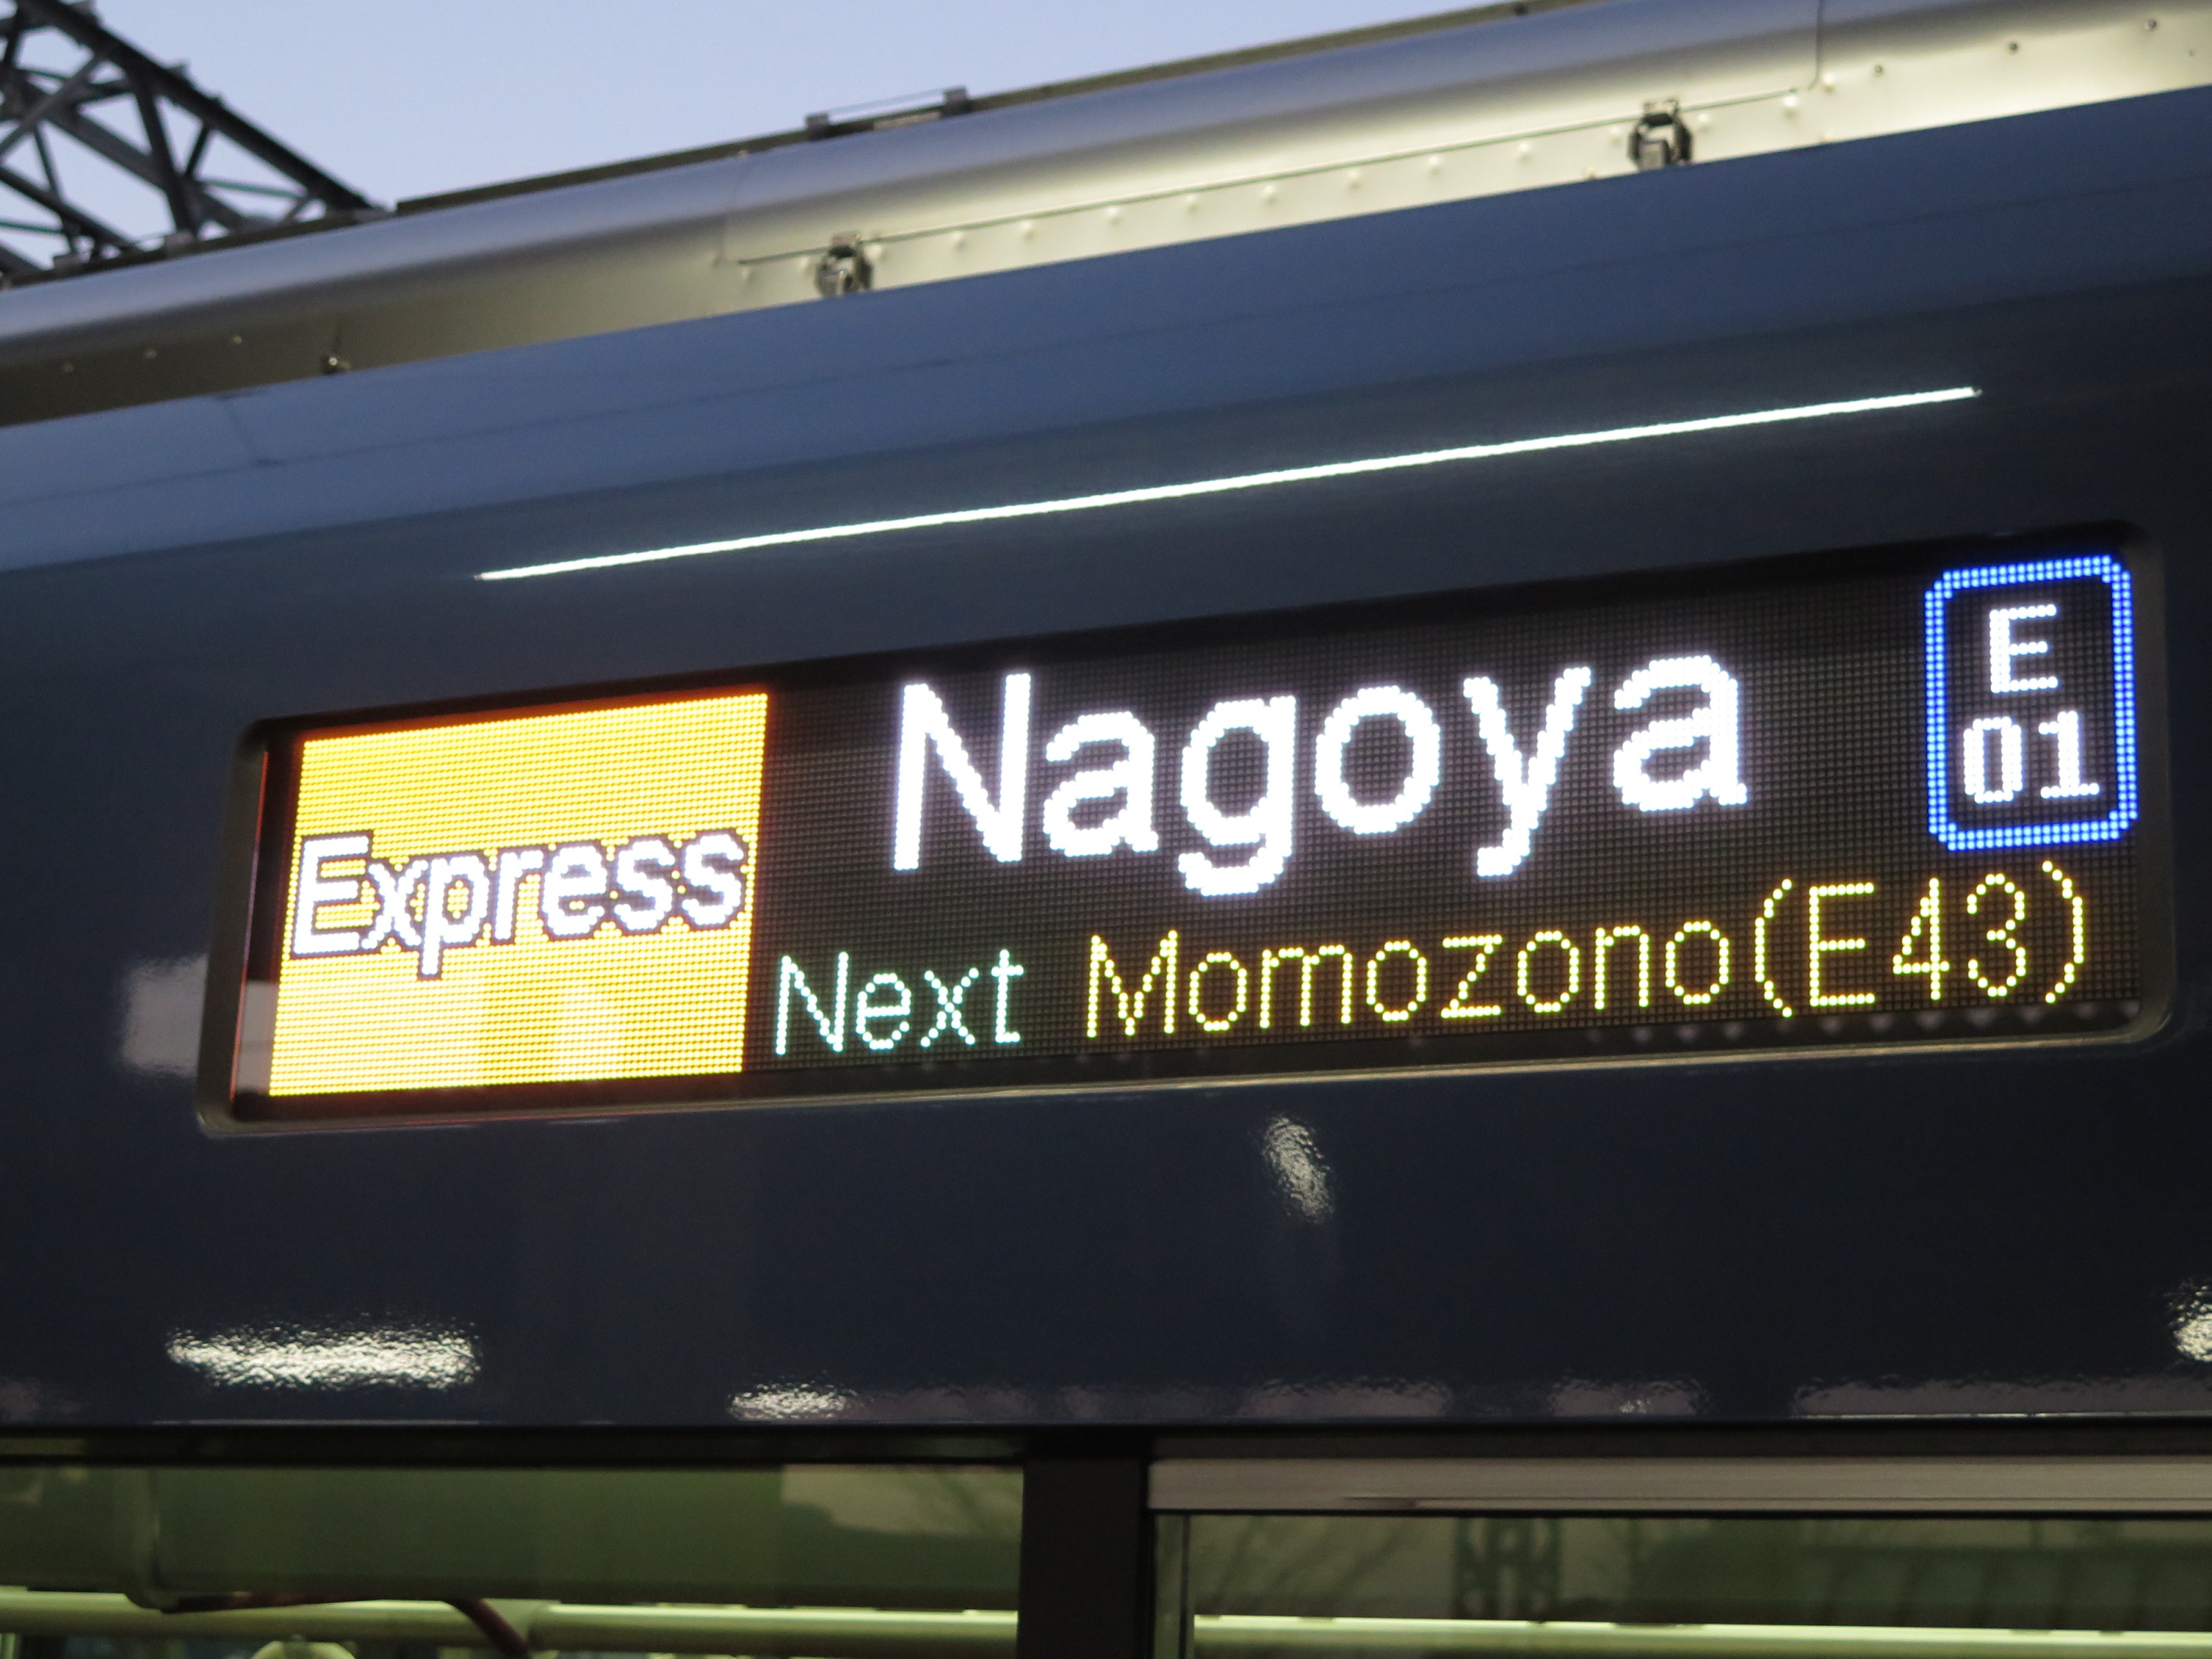 Express
Nagoya
E
01
Next Momozono(E43)